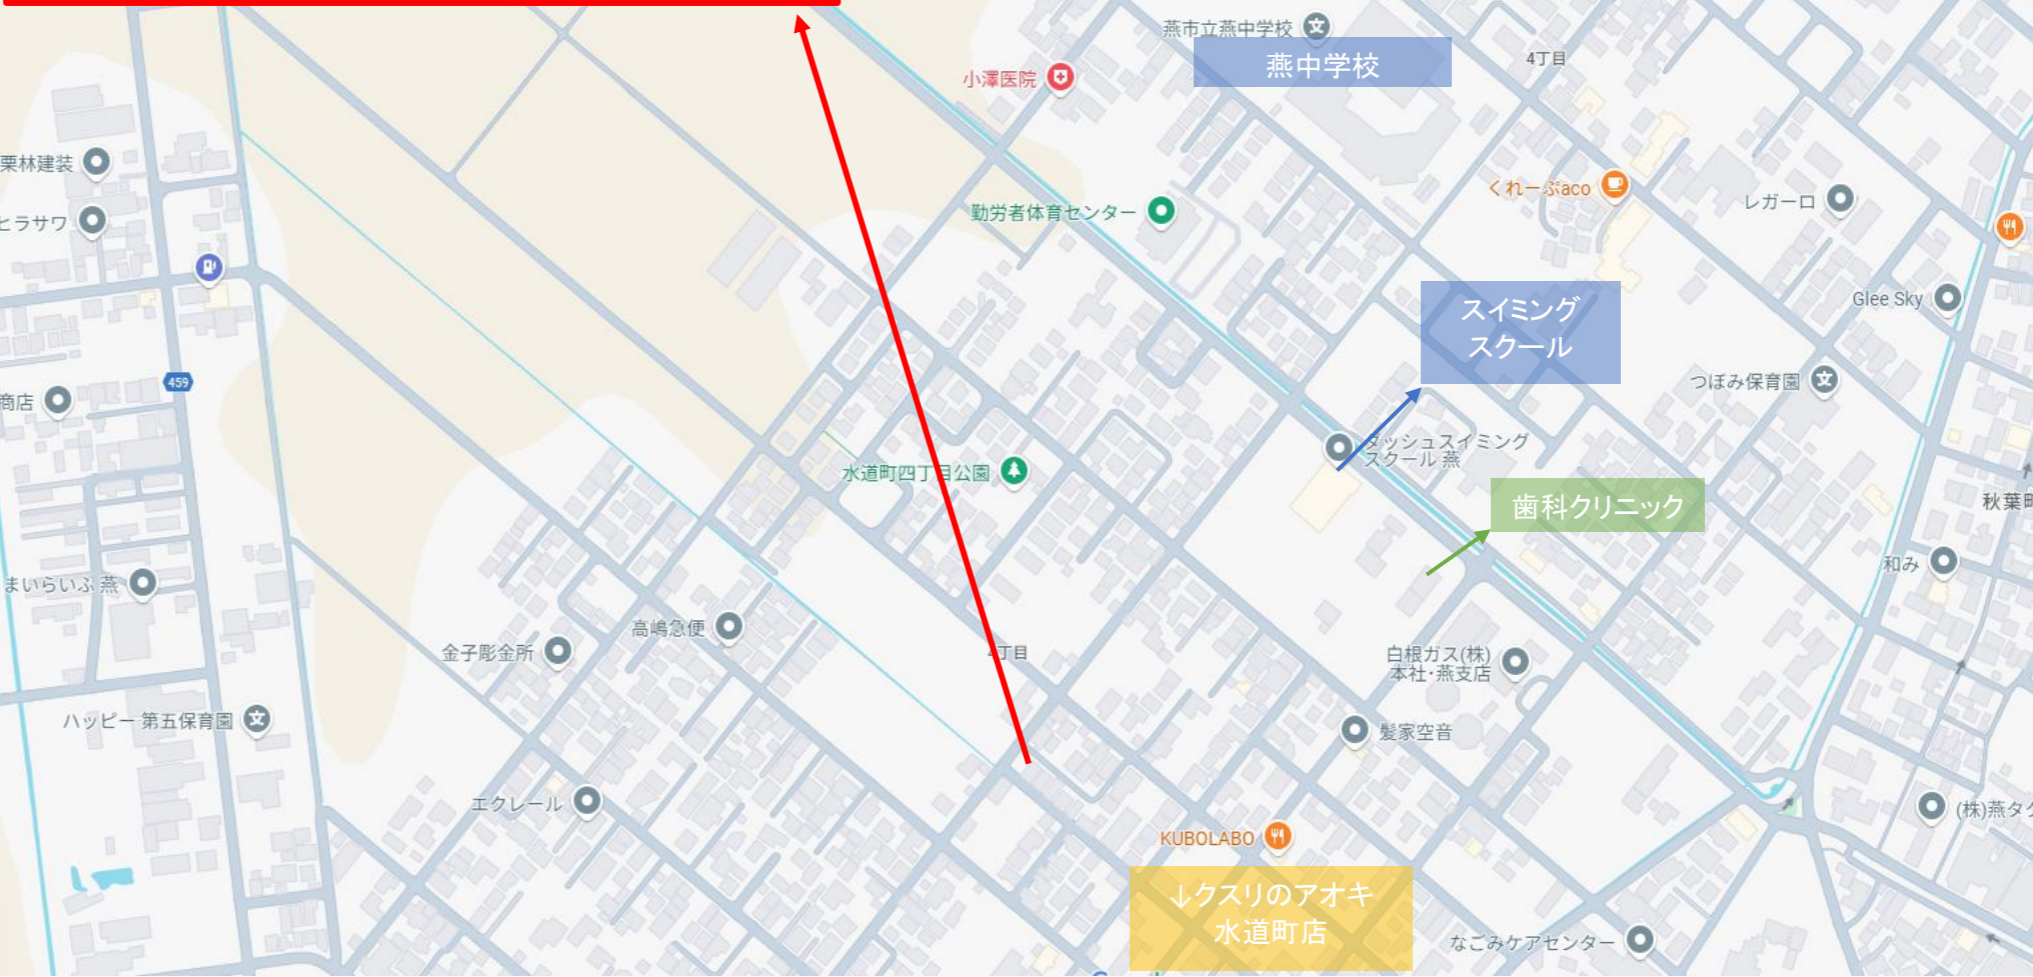 燕市立燕中学校
燕中学校
4丁目
小澤医院
栗林建装
くれーぷaco
レガーロ
勤労者体育センター
ヒラサワ
Glee Sky
スイミング
スクール
459
つぼみ保育園
商店
ダッシュスイミング
スクール 燕
水道町四丁目公園
歯科クリニック
秋葉町
和み
まいらいふ 燕
高嶋急便
金子彫金所
4丁目
白根ガス(株)
本社・燕支店
ハッピー 第五保育園
髪家空音
エクレール
(株)燕タク
KUBOLABO
↓クスリのアオキ
水道町店
なごみケアセンター